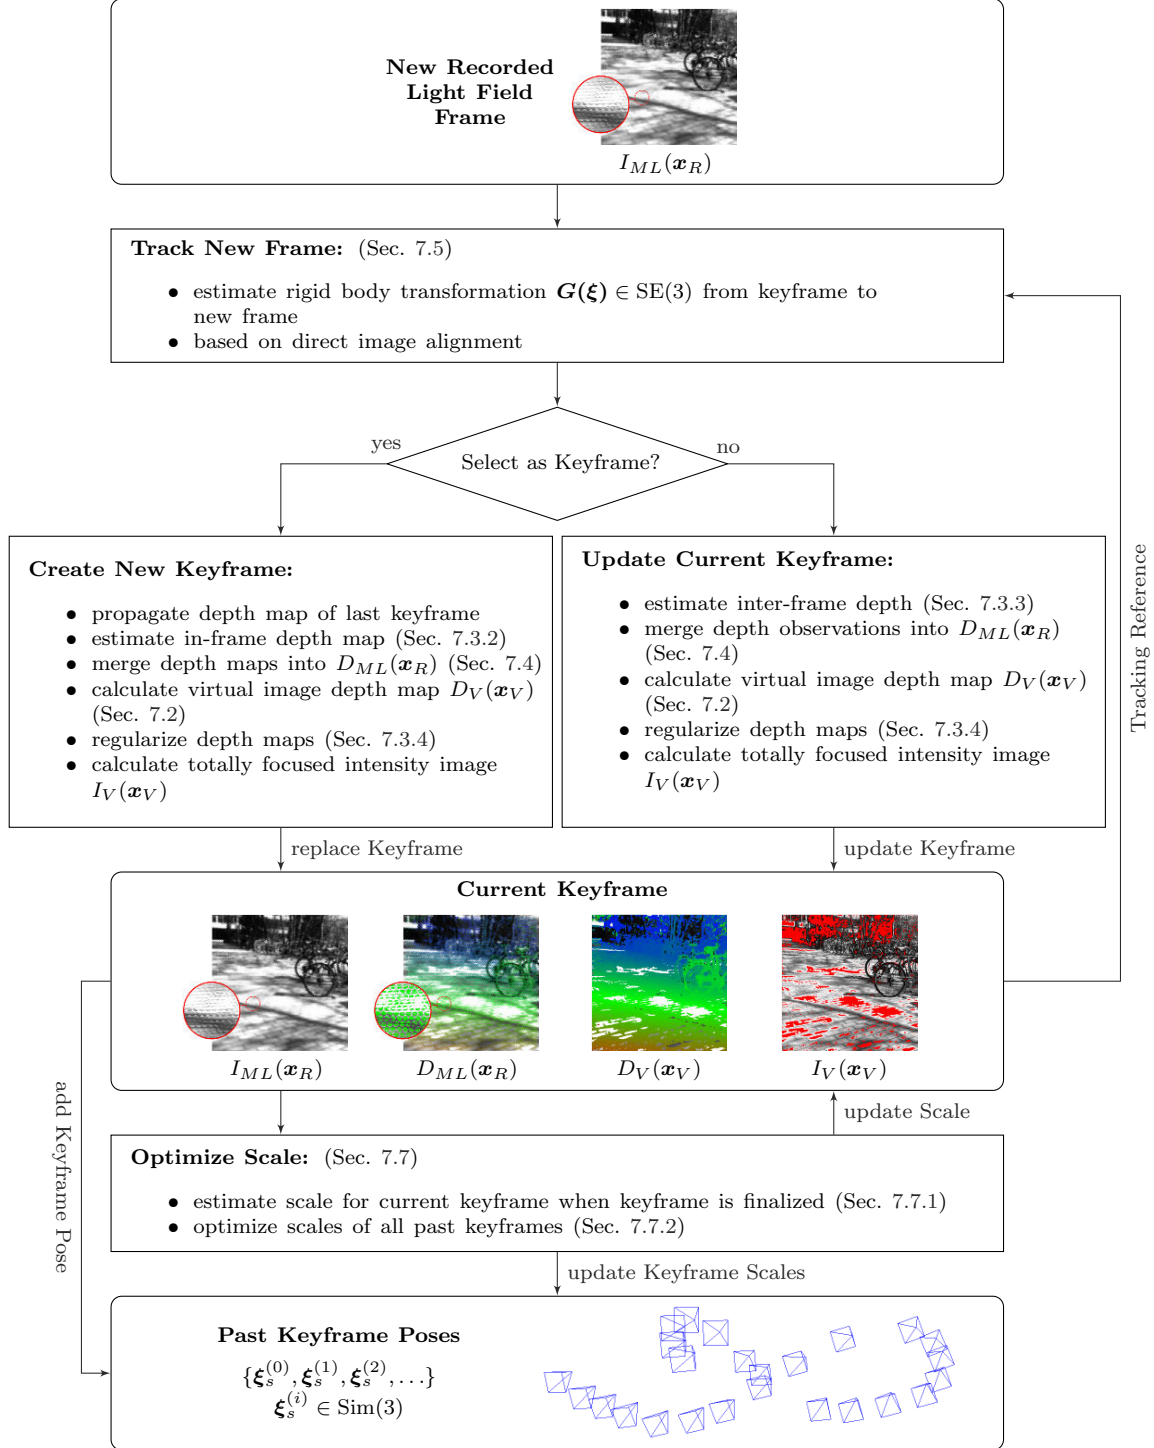 New Recorded
Light Field
Frame
I_{ML}(x_R)
Track New Frame: (Sec. 7.5)
• estimate rigid body transformation G(ξ) ∈ SE(3) from keyframe to
new frame
• based on direct image alignment
yes
Select as Keyframe?
no
Create New Keyframe:
• propagate depth map of last keyframe
• estimate in-frame depth map (Sec. 7.3.2)
• merge depth maps into D_{ML}(x_R) (Sec. 7.4)
• calculate virtual image depth map D_V(x_V)
(Sec. 7.2)
• regularize depth maps (Sec. 7.3.4)
• calculate totally focused intensity image
I_V(x_V)
Update Current Keyframe:
• estimate inter-frame depth (Sec. 7.3.3)
• merge depth observations into D_{ML}(x_R)
(Sec. 7.4)
• calculate virtual image depth map D_V(x_V)
(Sec. 7.2)
• regularize depth maps (Sec. 7.3.4)
• calculate totally focused intensity image
I_V(x_V)
Tracking Reference
replace Keyframe
update Keyframe
Current Keyframe
I_{ML}(x_R)
D_{ML}(x_R)
D_V(x_V)
I_V(x_V)
add Keyframe Pose
update Scale
Optimize Scale: (Sec. 7.7)
• estimate scale for current keyframe when keyframe is finalized (Sec. 7.7.1)
• optimize scales of all past keyframes (Sec. 7.7.2)
update Keyframe Scales
Past Keyframe Poses
{ξ_s^{(0)}, ξ_s^{(1)}, ξ_s^{(2)}, ...}
ξ_s^{(i)} ∈ Sim(3)